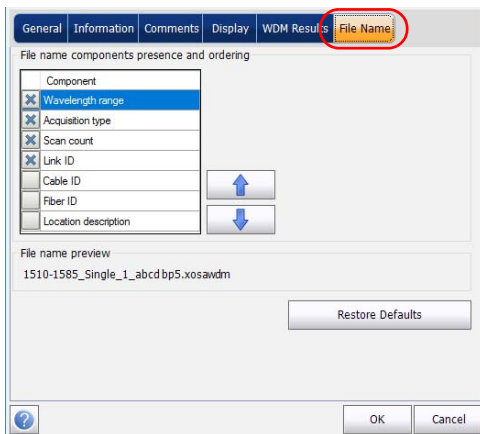 General Information Comments Display WDM Results File Name
File name components presence and ordering
Component
Wavelength range
Acquisition type
Scan count
Link ID
Cable ID
Fiber ID
Location description
File name preview
1510-1585_Single_1_abcd bp5.xosawdm
Restore Defaults
? OK Cancel